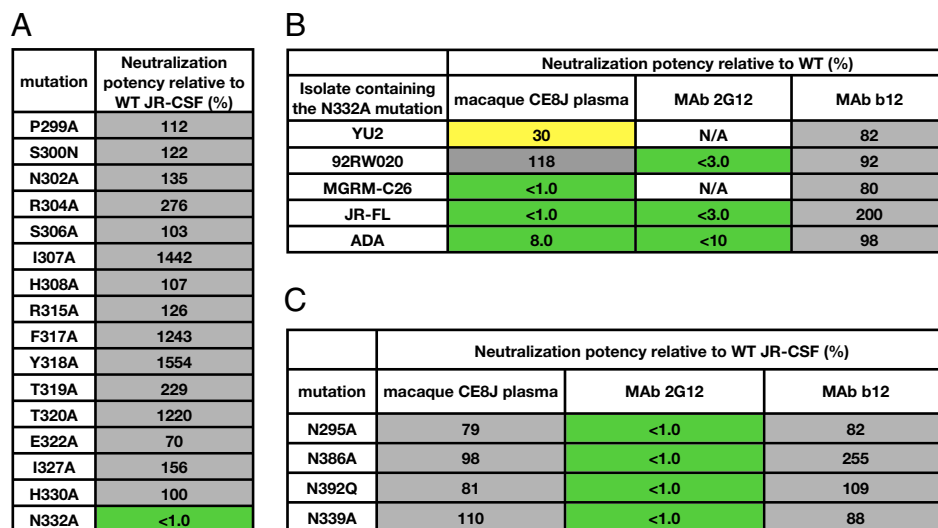 A
mutation Neutralization potency relative to WT JR-CSF (%)
P299A 112
S300N 122
N302A 135
R304A 276
S306A 103
I307A 1442
H308A 107
R315A 126
F317A 1243
Y318A 1554
T319A 229
T320A 1220
E322A 70
I327A 156
H330A 100
N332A <1.0
B
Neutralization potency relative to WT (%)
Isolate containing the N332A mutation macaque CE8J plasma MAb 2G12 MAb b12
YU2 30 N/A 82
92RW020 118 <3.0 92
MGRM-C26 <1.0 N/A 80
JR-FL <1.0 <3.0 200
ADA 8.0 <10 98
C
Neutralization potency relative to WT JR-CSF (%)
mutation macaque CE8J plasma MAb 2G12 MAb b12
N295A 79 <1.0 82
N386A 98 <1.0 255
N392Q 81 <1.0 109
N339A 110 <1.0 88